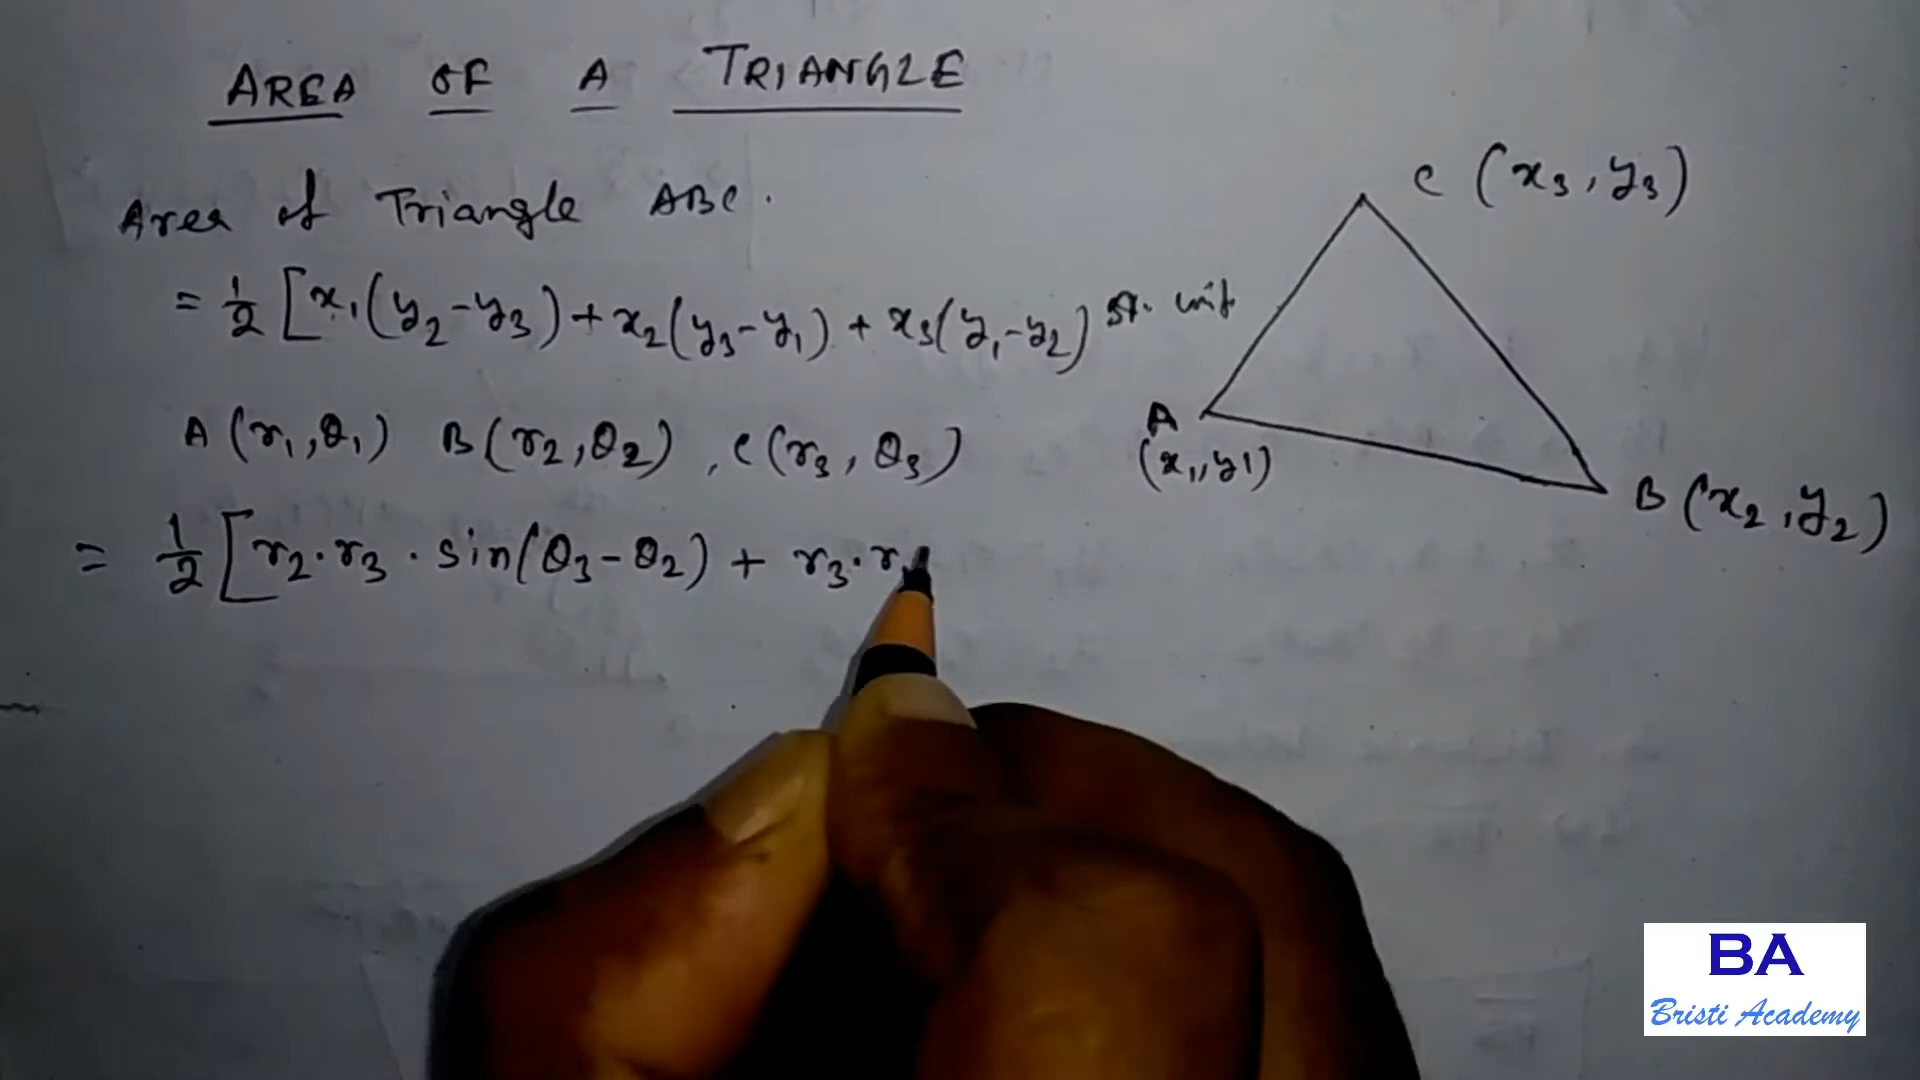 AREA OF A TRIANGLE
Area of Triangle ABC.
= 1/2 [x₁(y₂-y₃)+x₂(y₃-y₁)+x₃(y₁-y₂) sq. unit
A(r₁,θ₁) B(r₂,θ₂), C(r₃,θ₃)
= 1/2 [r₂·r₃·sin(θ₃-θ₂) + r₃·r
C (x₃,y₃)
A
(x₁,y1)
B (x₂,y₂)
BA
Bristi Academy